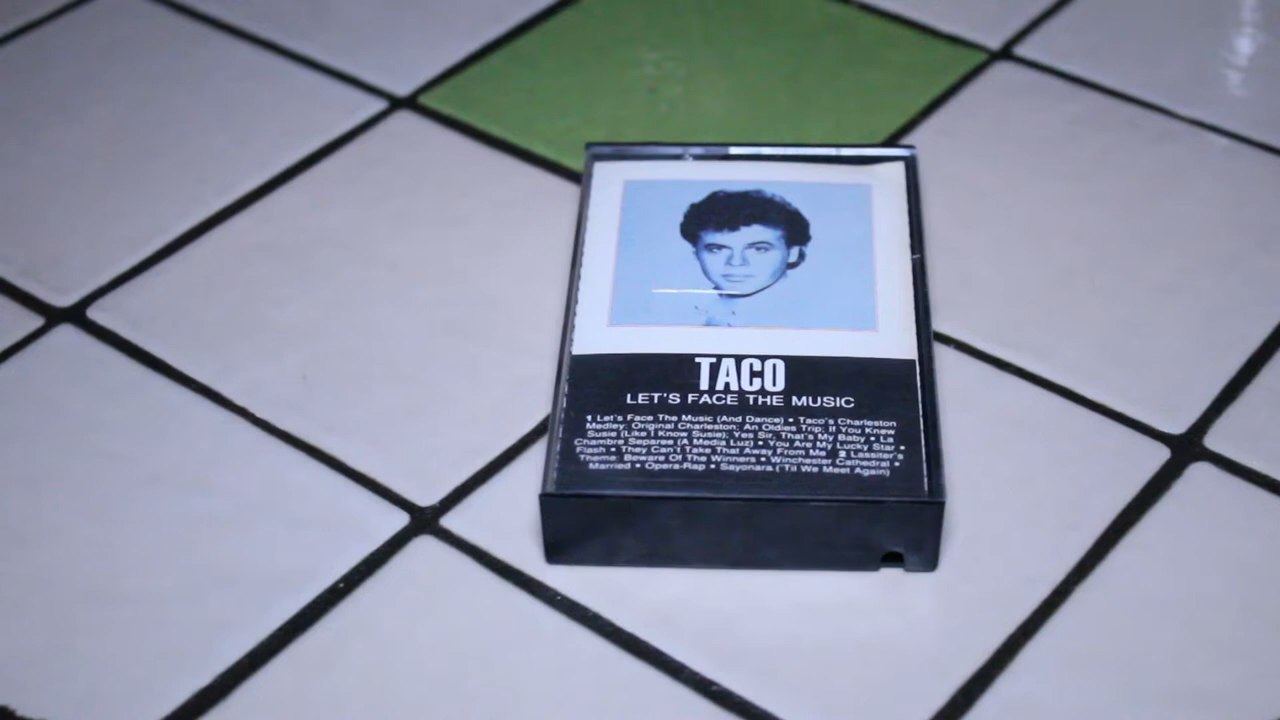 TACO
LET'S FACE THE MUSIC
1 Let's Face The Music (And Dance) • Taco's Charleston
Medley: Original Charleston; An Oldies Trip; If You Knew
Susie (Like I Know Susie); Yes Sir, That's My Baby • La
Chambre Separee (A Media Luz) • You Are My Lucky Star •
Flash • They Can't Take That Away From Me 2 Lassiter's
Theme: Beware Of The Winners • Winchester Cathedral •
Married • Opera-Rap • Sayonara ('Til We Meet Again)